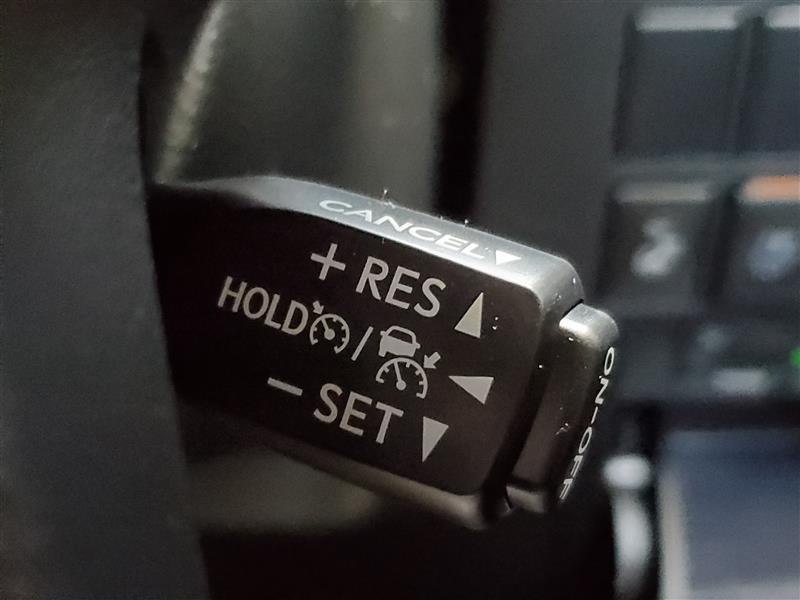 CANCEL
+ RES
HOLD /
− SET
ON-OFF